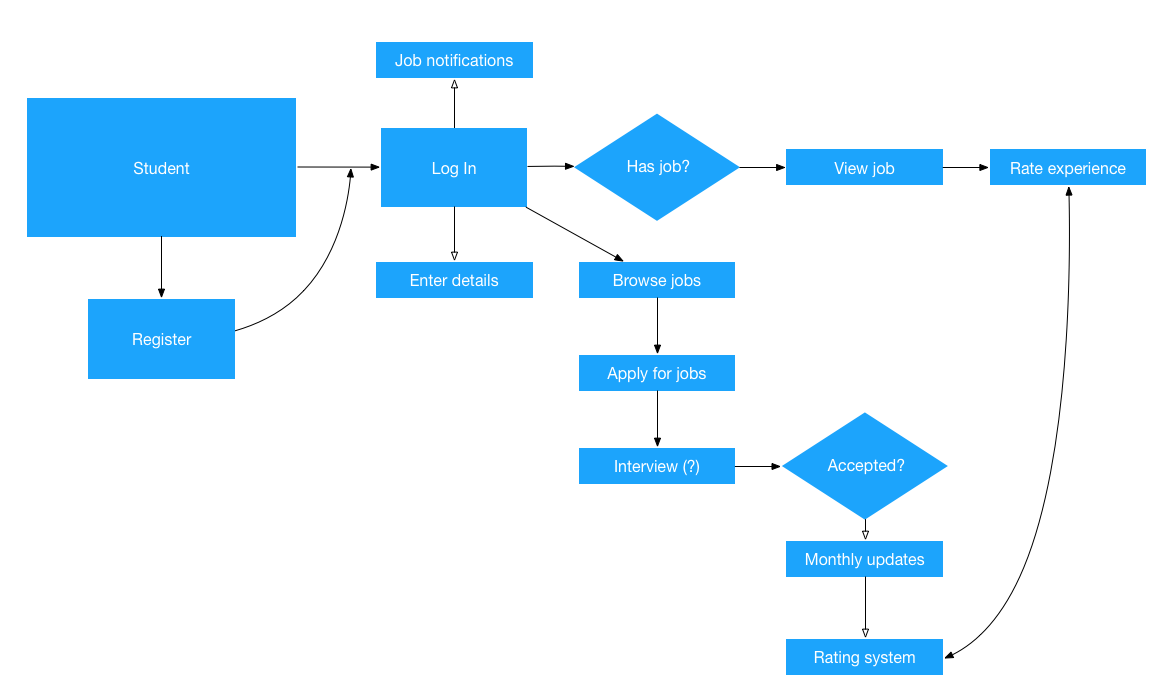 Job notifications
Student
Log In
Has job?
View job
Rate experience
Enter details
Browse jobs
Register
Apply for jobs
Interview (?)
Accepted?
Monthly updates
Rating system